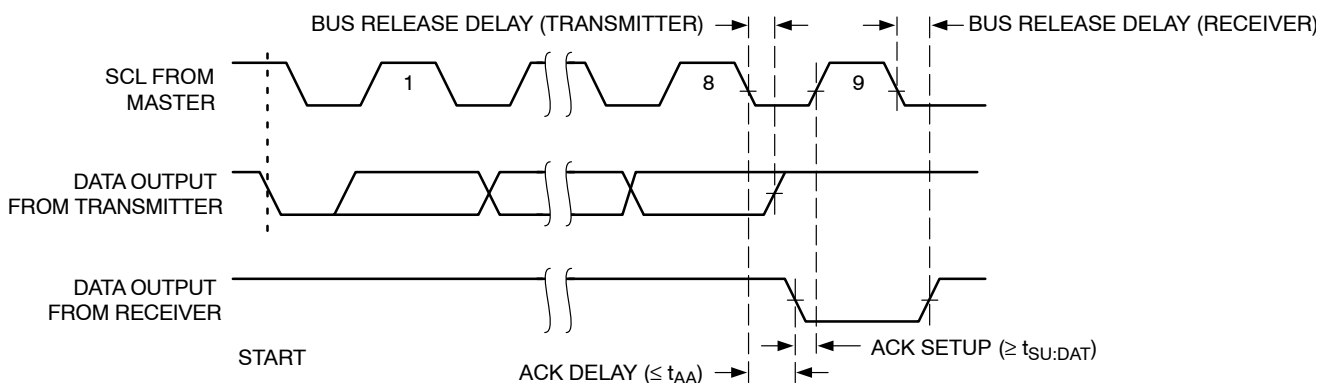 BUS RELEASE DELAY (TRANSMITTER)
BUS RELEASE DELAY (RECEIVER)
SCL FROM
MASTER
1
8
9
DATA OUTPUT
FROM TRANSMITTER
DATA OUTPUT
FROM RECEIVER
START
ACK SETUP (≥ tSU:DAT)
ACK DELAY (≤ tAA)